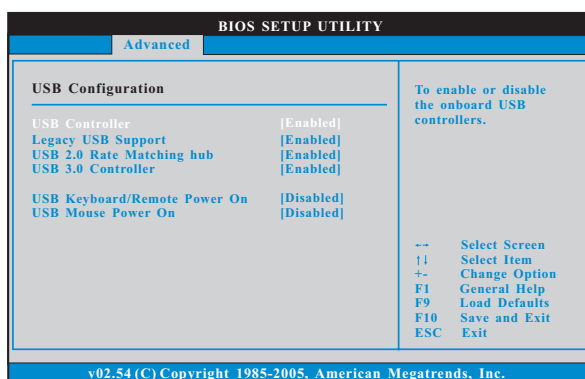 BIOS SETUP UTILITY
Advanced
USB Configuration
USB Controller [Enabled]
Legacy USB Support [Enabled]
USB 2.0 Rate Matching hub [Enabled]
USB 3.0 Controller [Enabled]
USB Keyboard/Remote Power On [Disabled]
USB Mouse Power On [Disabled]
To enable or disable
the onboard USB
controllers.
←→ Select Screen
↑↓ Select Item
+- Change Option
F1 General Help
F9 Load Defaults
F10 Save and Exit
ESC Exit
v02.54 (C) Copyright 1985-2005, American Megatrends, Inc.